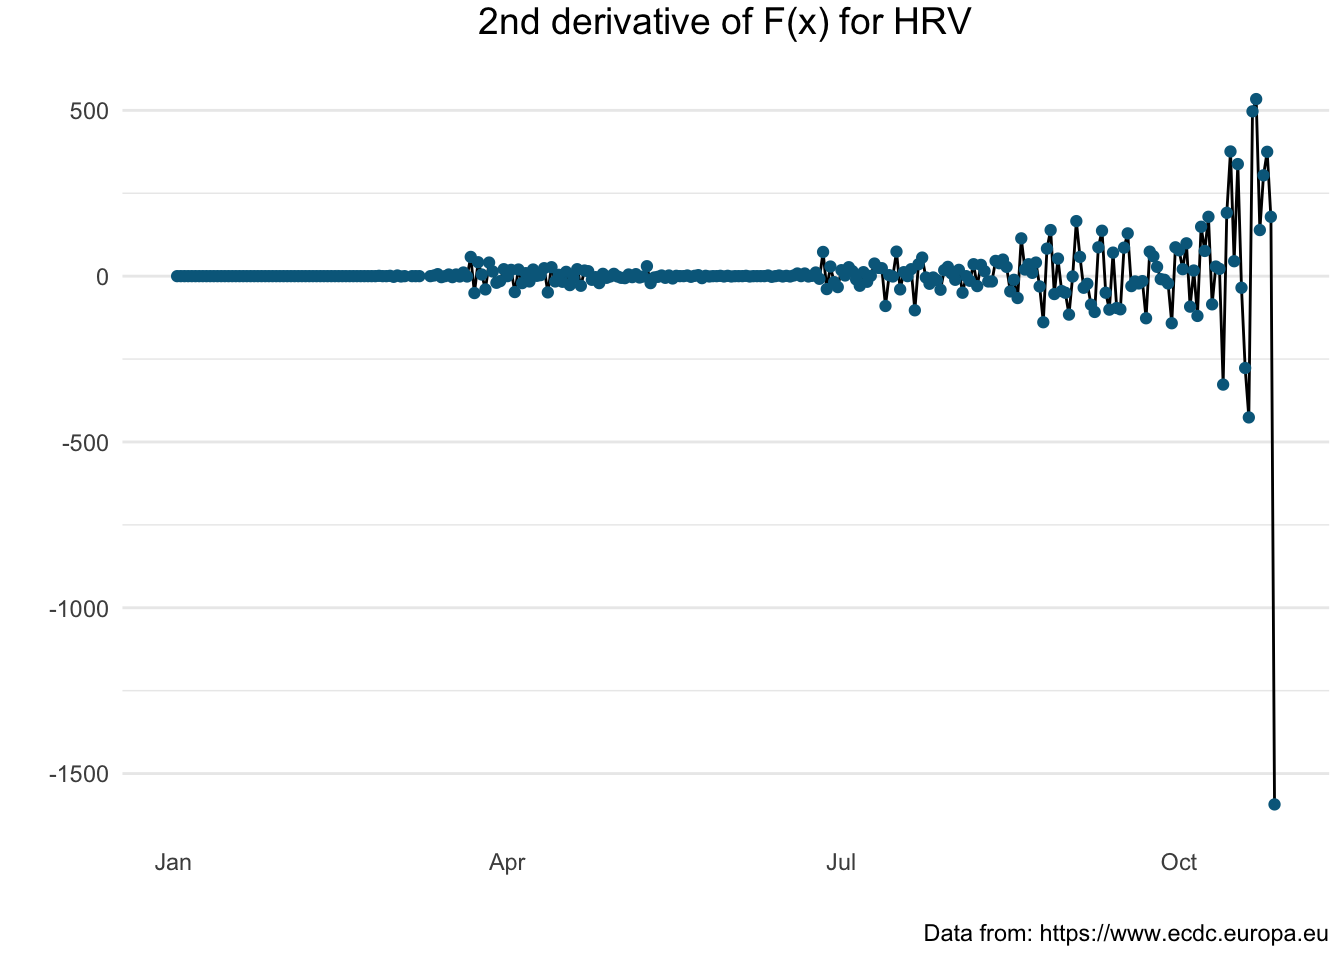 2nd derivative of F(x) for HRV
500
0
-500
-1000
-1500
Jan Apr Jul Oct
Data from: https://www.ecdc.europa.eu